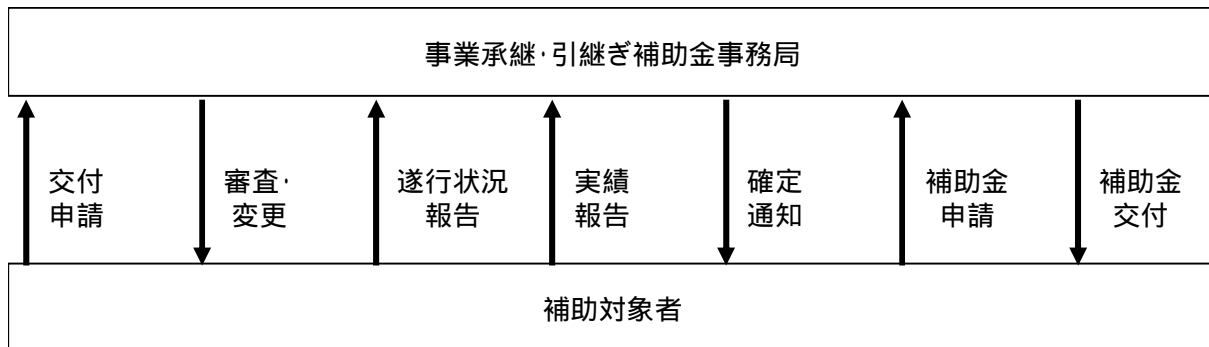 事業承継・引継ぎ補助金事務局
交付
申請
審査・
変更
遂行状況
報告
実績
報告
確定
通知
補助金
申請
補助金
交付
補助対象者